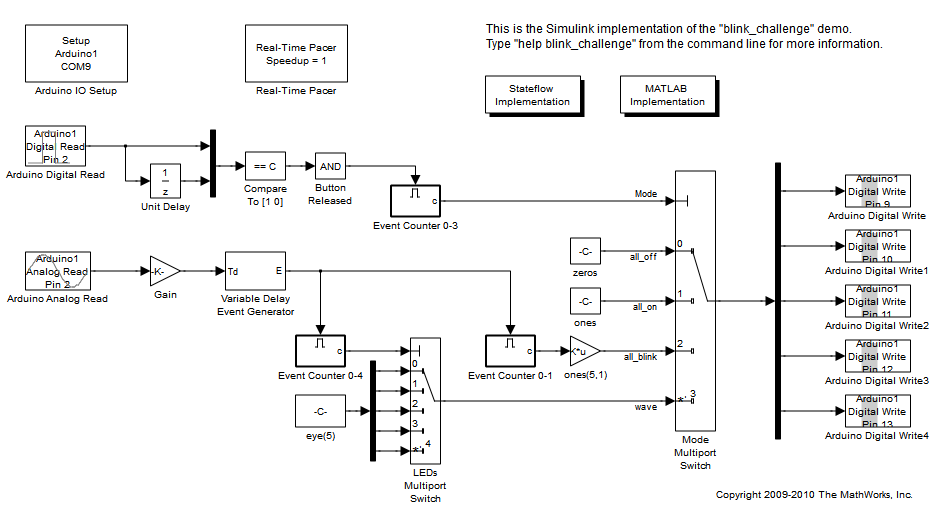 This is the Simulink implementation of the "blink_challenge" demo.
Type "help blink_challenge" from the command line for more information.
Setup
Arduino1
COM9
Arduino IO Setup
Real-Time Pacer
Speedup = 1
Real-Time Pacer
Stateflow
Implementation
MATLAB
Implementation
Arduino1
Digital Read
Pin 2
Arduino Digital Read
1
z
Unit Delay
== C
Compare
To [1 0]
AND
Button
Released
c
Event Counter 0-3
Mode
Arduino1
Analog Read
Pin 2
Arduino Analog Read
-K-
Gain
Td
E
Variable Delay
Event Generator
-C-
zeros
all_off
0
-C-
ones
all_on
1
c
Event Counter 0-4
c
Event Counter 0-1
K*u
ones(5,1)
all_blink
2
-C-
eye(5)
0
1
2
3
*, 4
LEDs
Multiport
Switch
wave
*, 3
Mode
Multiport
Switch
Arduino1
Digital Write
Pin 9
Arduino Digital Write
Arduino1
Digital Write
Pin 10
Arduino Digital Write1
Arduino1
Digital Write
Pin 11
Arduino Digital Write2
Arduino1
Digital Write
Pin 12
Arduino Digital Write3
Arduino1
Digital Write
Pin 13
Arduino Digital Write4
Copyright 2009-2010 The MathWorks, Inc.